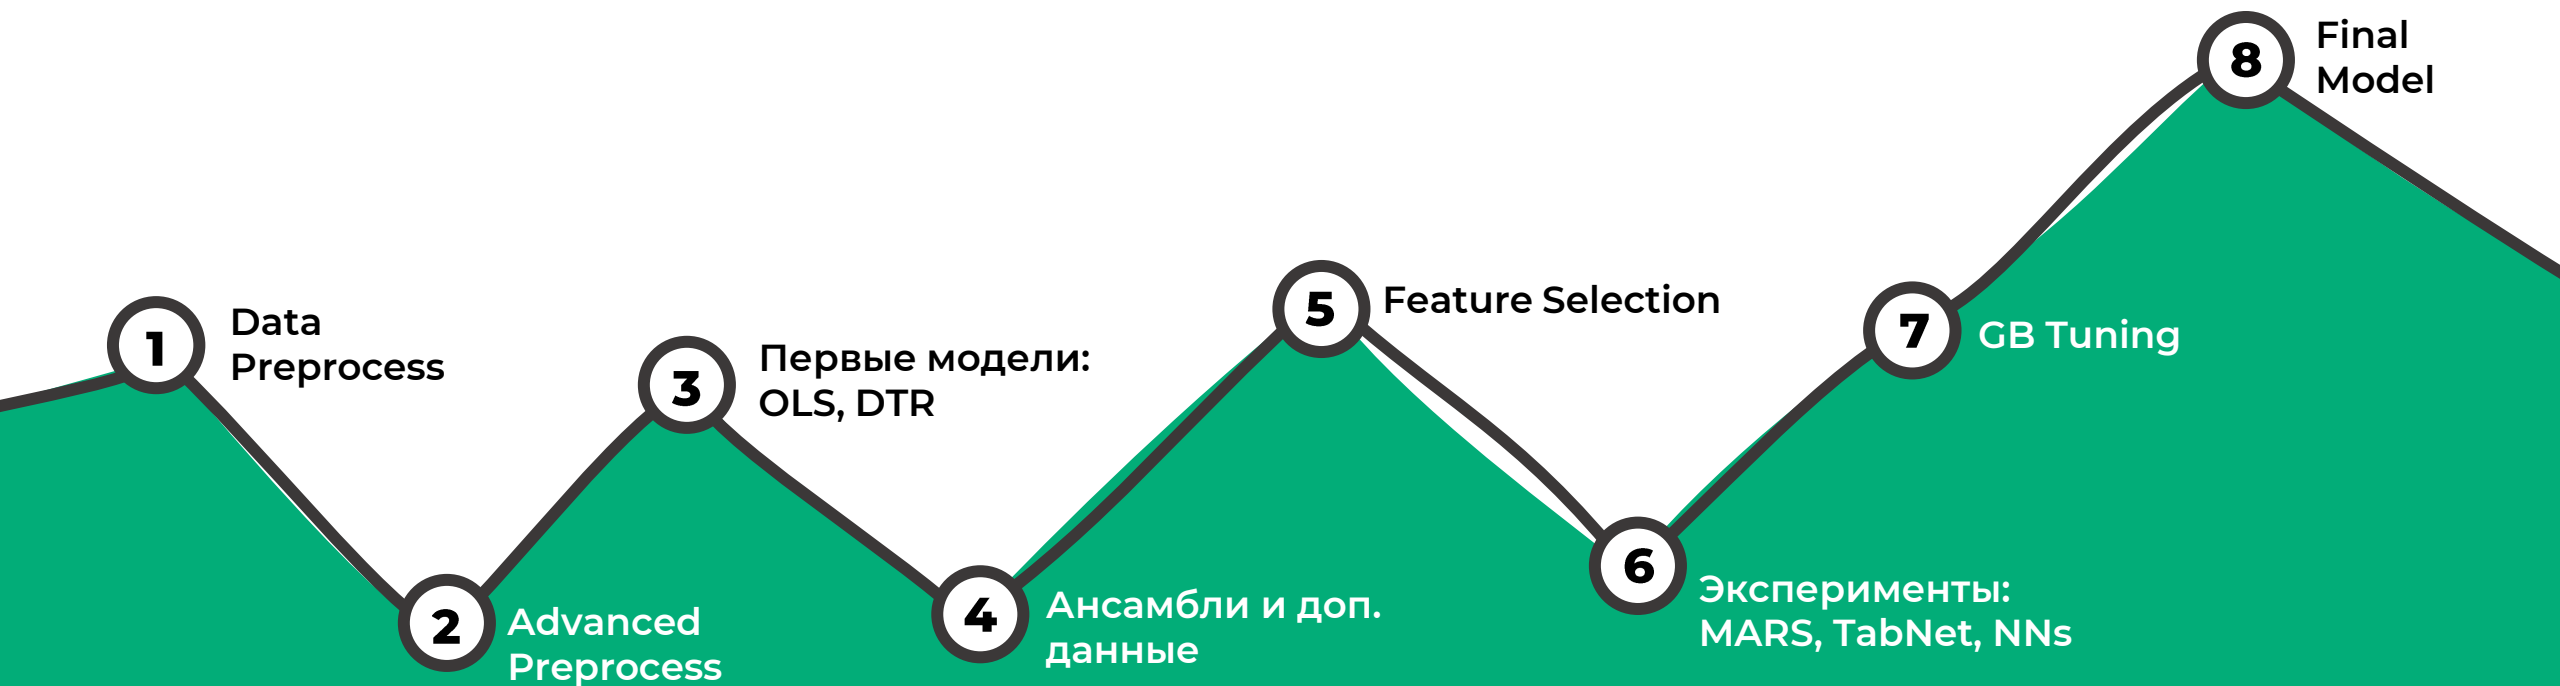 1
Data
Preprocess
2
Advanced
Preprocess
3
Первые модели:
OLS, DTR
4
Ансамбли и доп.
данные
5
Feature Selection
6
Эксперименты:
MARS, TabNet, NNs
7
GB Tuning
8
Final
Model